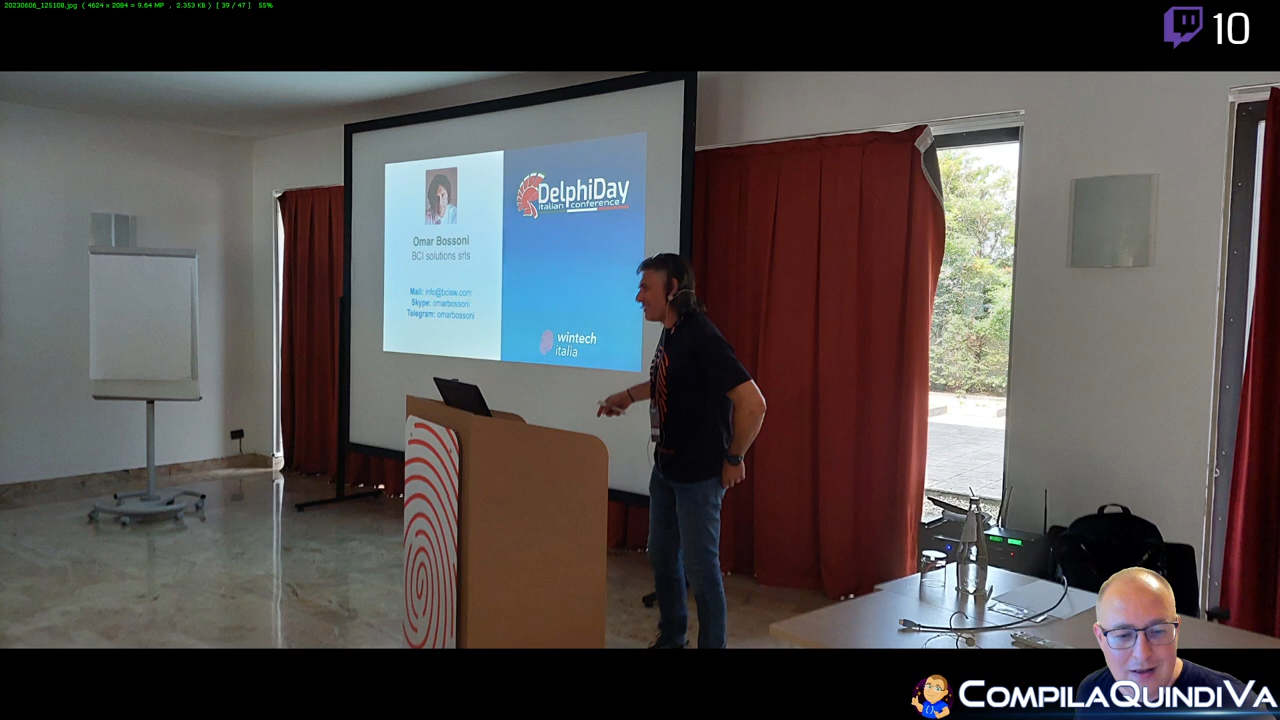 20230606_125108.jpg ( 4624 x 2084 = 9.64 MP , 2.353 KB ) [ 39 / 47 ] 55%
10
DelphiDay
italian conference
Omar Bossoni
BCI solutions srls
Mail: info@bcisw.com
Skype: omarbossoni
Telegram: omarbossoni
wintech
italia
COMPILAQUINDIVA